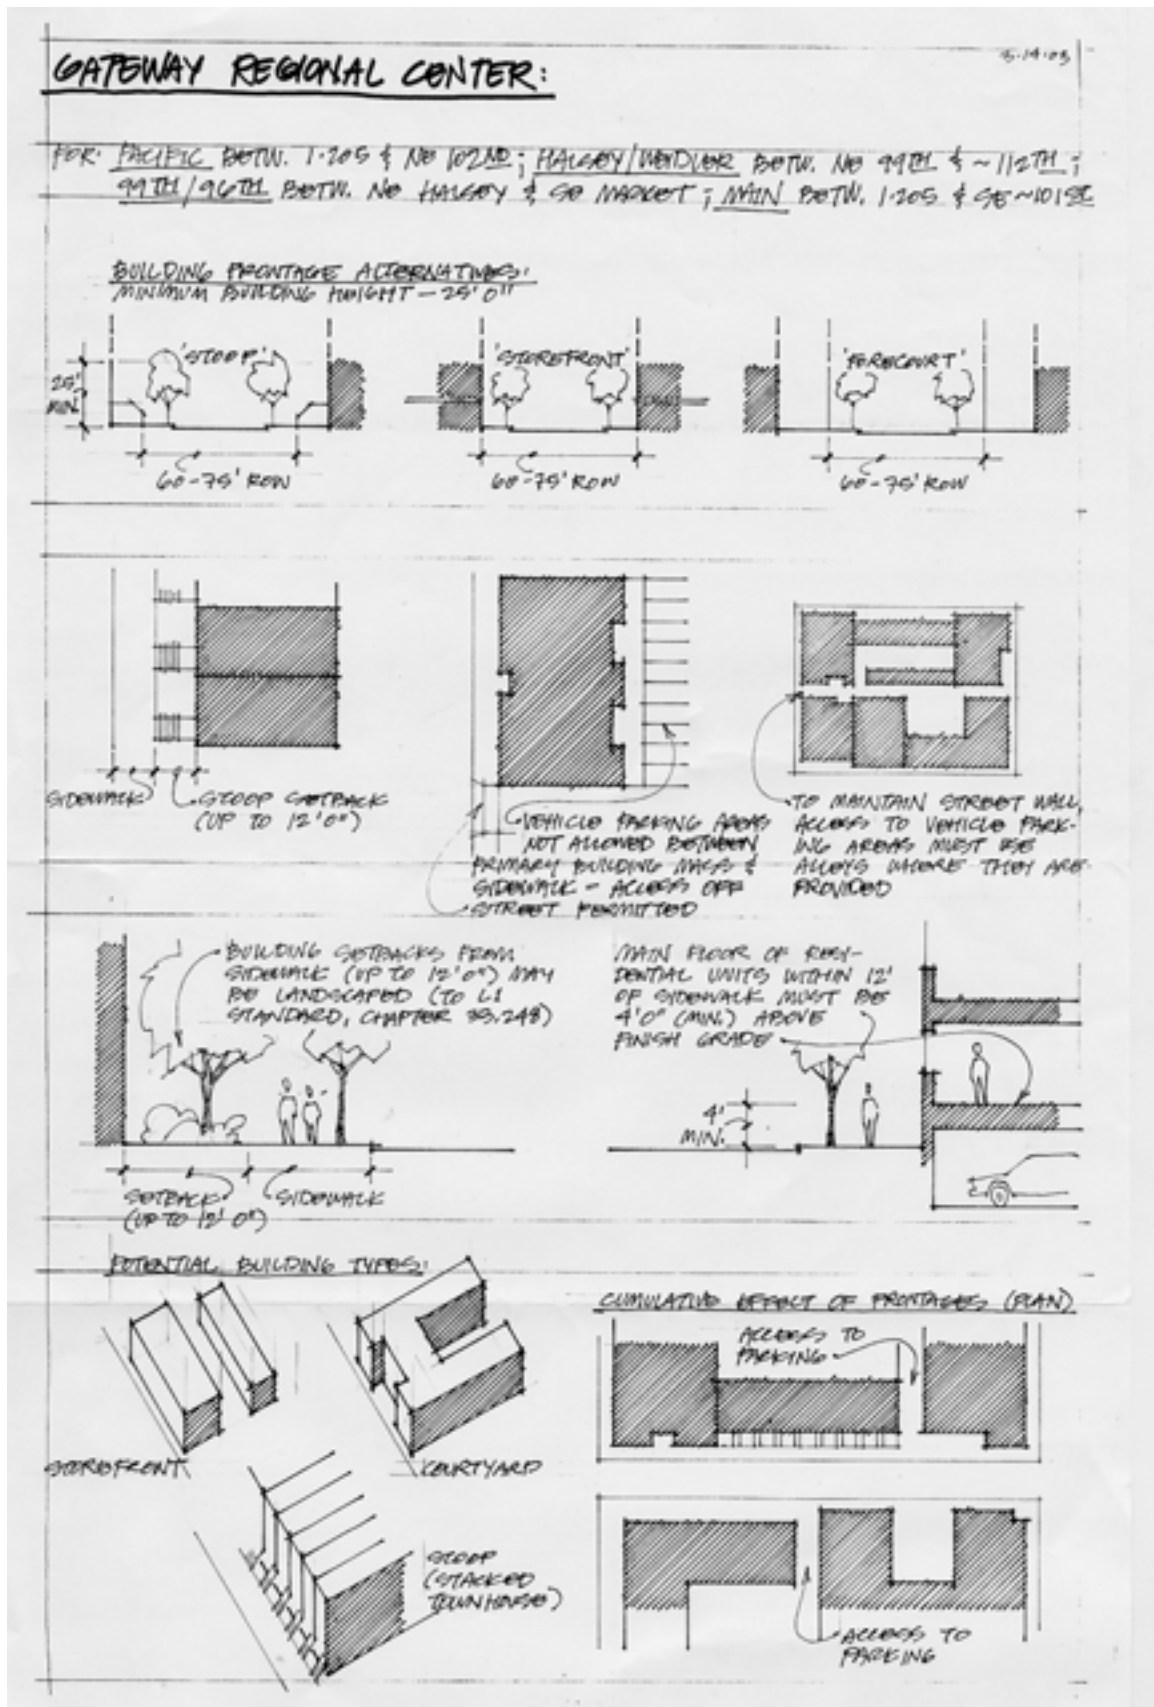 GATEWAY REGIONAL CENTER:
5.14.03
FOR: PACIFIC BETW. I-205 & NE 102ND; HALSEY/WEIDLER BETW. NE 99TH & ~112TH;
99TH/96TH BETW. NE HALSEY & SE MARKET; MAIN BETW. I-205 & SE ~101ST
BUILDING FRONTAGE ALTERNATIVES:
MINIMUM BUILDING HEIGHT - 25'0"
'STOOP'
'STOREFRONT'
'FORECOURT'
25'
MIN.
60-75' ROW
60-75' ROW
60-75' ROW
SIDEWALK
STOOP SETBACK
(UP TO 12'0")
VEHICLE PARKING AREAS
NOT ALLOWED BETWEEN
PRIMARY BUILDING MASS &
SIDEWALK - ACCESS OFF
STREET PERMITTED
TO MAINTAIN STREET WALL,
ACCESS TO VEHICLE PARK-
ING AREAS MUST USE
ALLEYS WHERE THEY ARE
PROVIDED
BUILDING SETBACKS FROM
SIDEWALK (UP TO 12'0") MAY
BE LANDSCAPED (TO L1
STANDARD, CHAPTER 33.248)
SETBACK
(UP TO 12'0")
SIDEWALK
MAIN FLOOR OF RESI-
DENTIAL UNITS WITHIN 12'
OF SIDEWALK MUST BE
4'0" (MIN.) ABOVE
FINISH GRADE
4'
MIN.
POTENTIAL BUILDING TYPES:
STOREFRONT
COURTYARD
STOOP
(STACKED
TOWNHOUSE)
CUMULATIVE EFFECT OF FRONTAGES (PLAN)
ACCESS TO
PARKING
ACCESS TO
PARKING